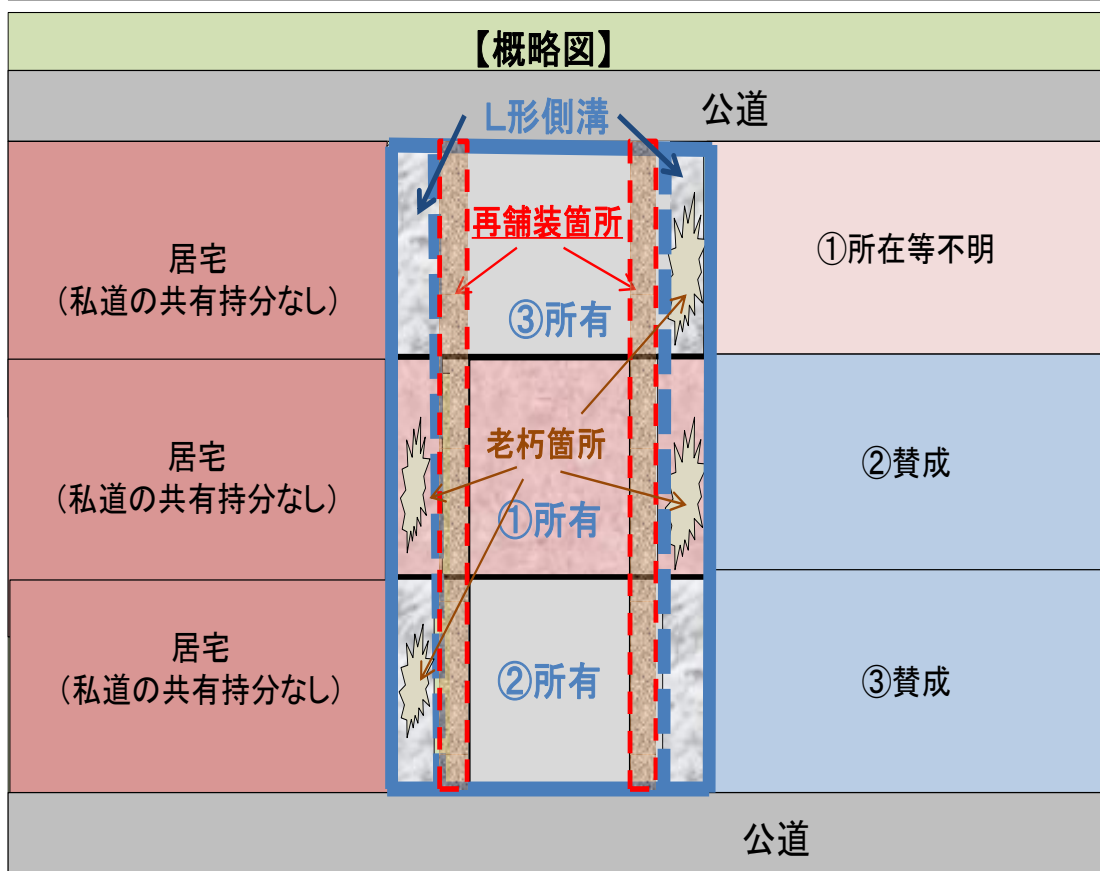 【概略図】
公道
L形側溝
居宅
(私道の共有持分なし)
再舗装箇所
③所有
①所在等不明
居宅
(私道の共有持分なし)
老朽箇所
①所有
②賛成
居宅
(私道の共有持分なし)
②所有
③賛成
公道